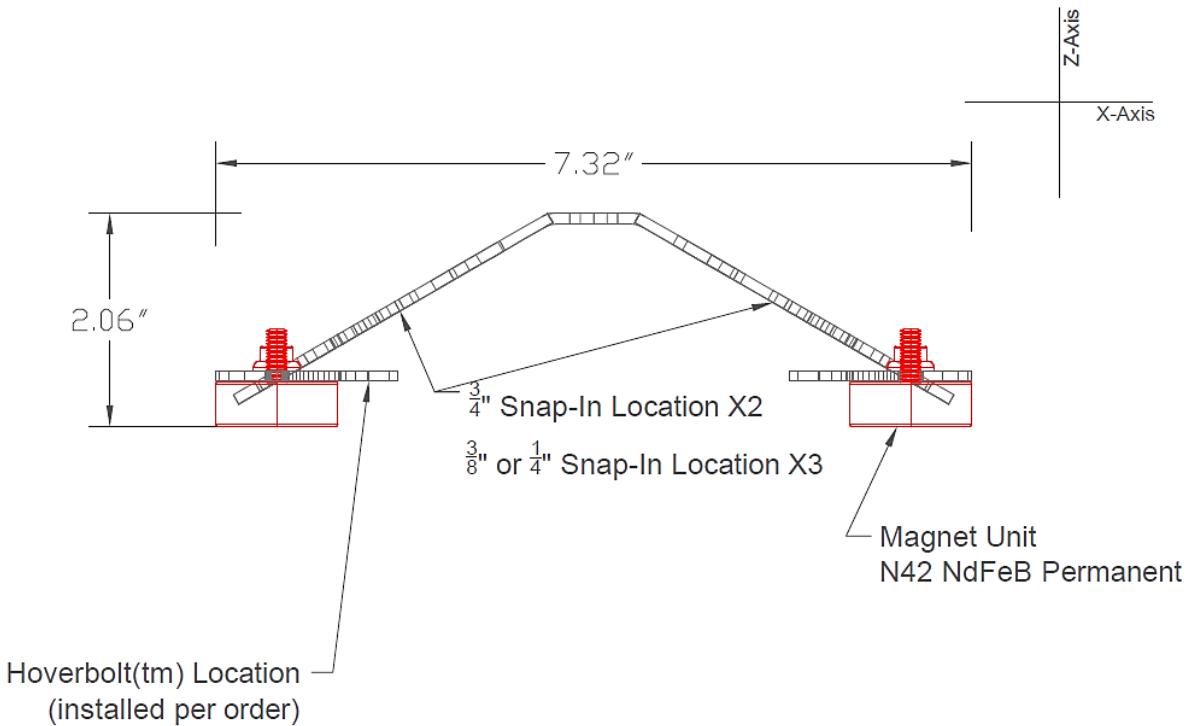 Z-Axis
X-Axis
7.32"
2.06"
3/4" Snap-In Location X2
3/8" or 1/4" Snap-In Location X3
Magnet Unit
N42 NdFeB Permanent
Hoverbolt(tm) Location
(installed per order)